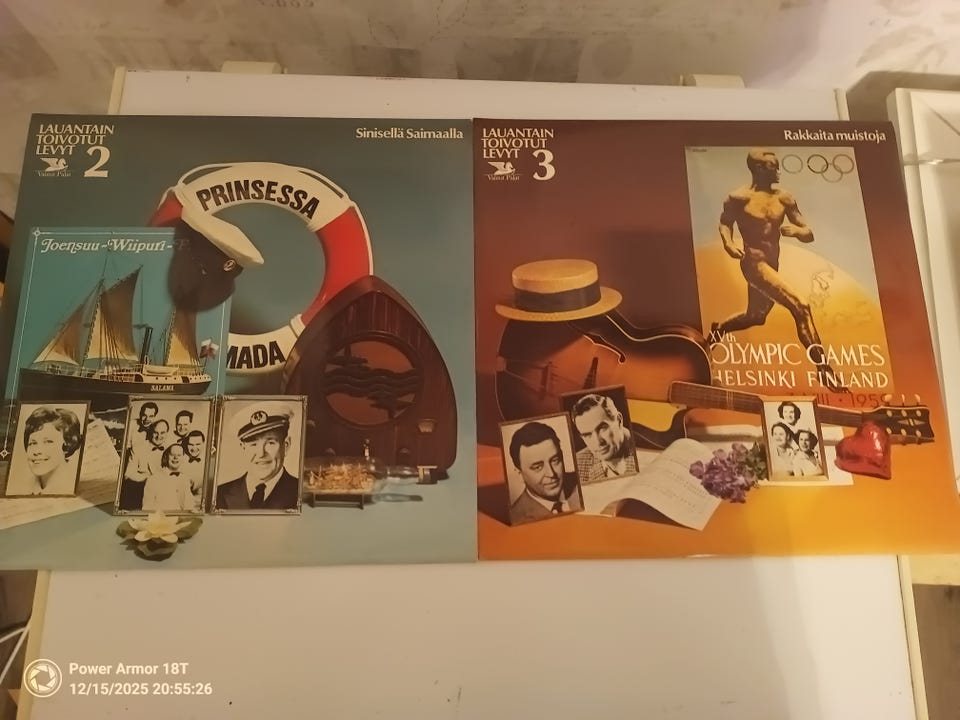 LAUANTAIN
TOIVOTUT
LEVYT 2
Valitut Palat
Sinisellä Saimaalla
PRINSESSA
MADA
Joensuu-Wiipuri-
SALAMA
LAUANTAIN
TOIVOTUT
LEVYT 3
Valitut Palat
Rakkaita muistoja
XVth
OLYMPIC GAMES
HELSINKI FINLAND
Power Armor 18T
12/15/2025 20:55:26